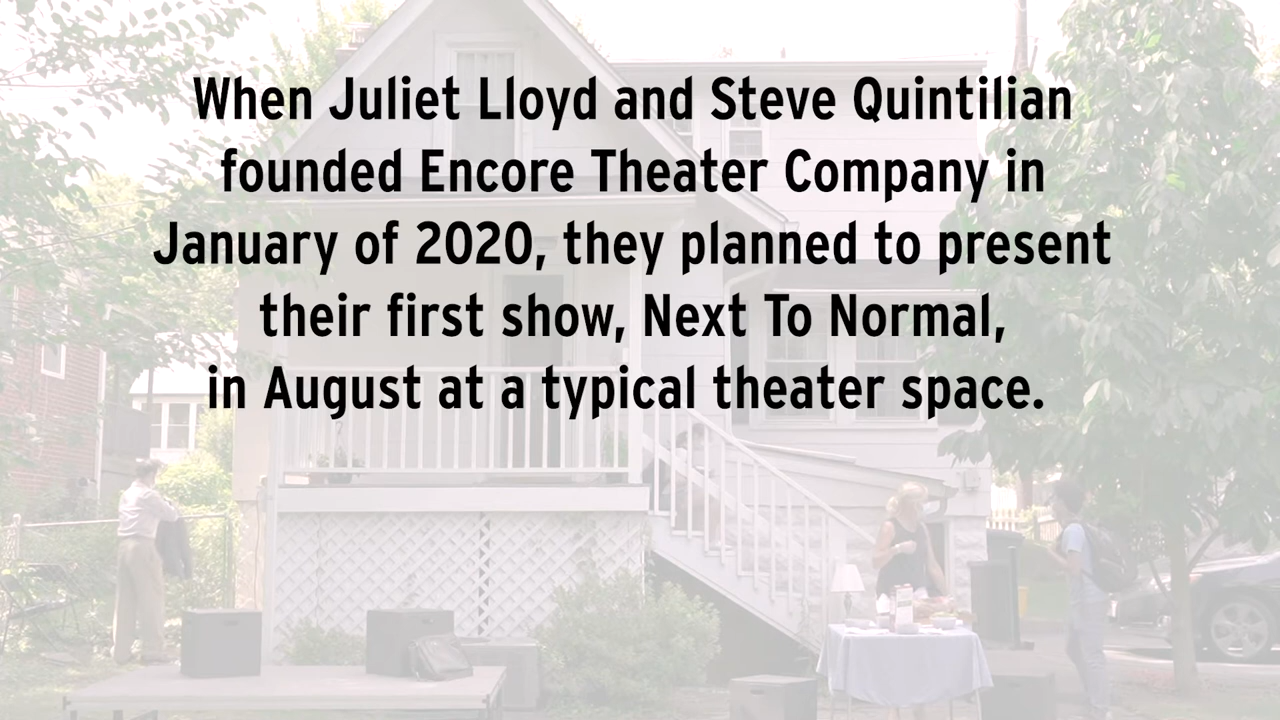 When Juliet Lloyd and Steve Quintilian
founded Encore Theater Company in
January of 2020, they planned to present
their first show, Next To Normal,
in August at a typical theater space.